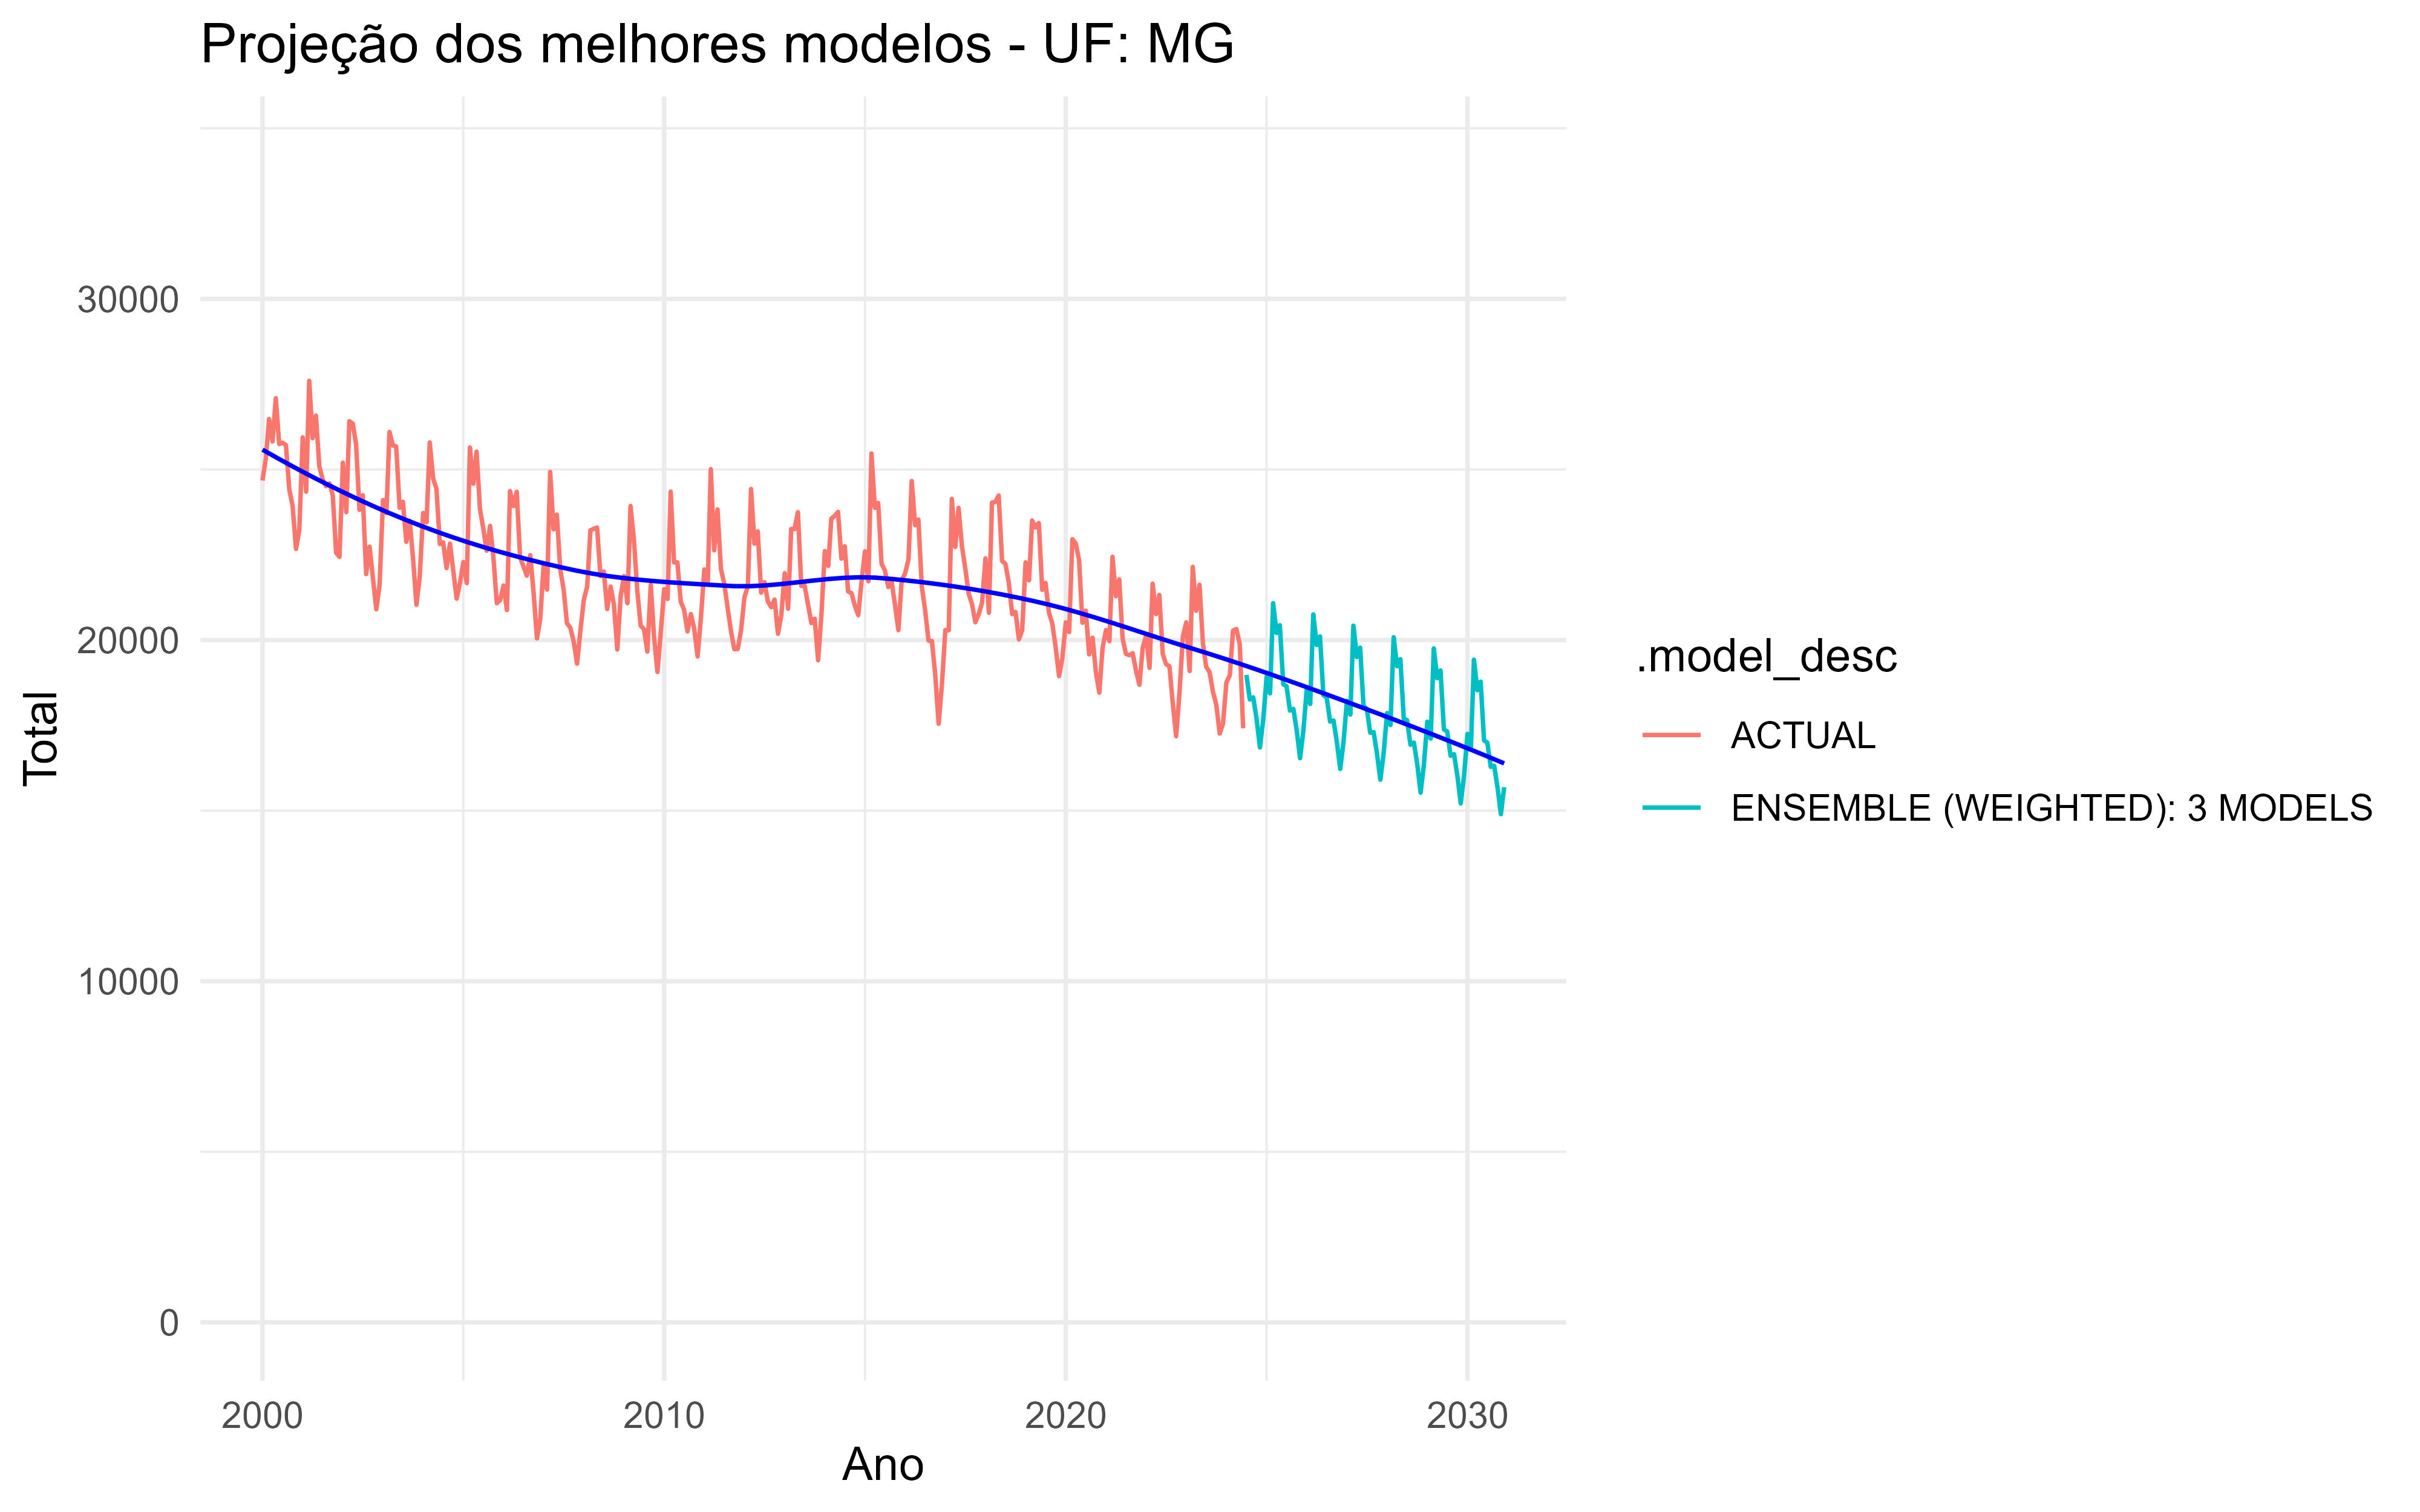 Projeção dos melhores modelos - UF: MG
30000
20000
10000
0
Total
2000 2010 2020 2030
Ano
.model_desc
ACTUAL
ENSEMBLE (WEIGHTED): 3 MODELS